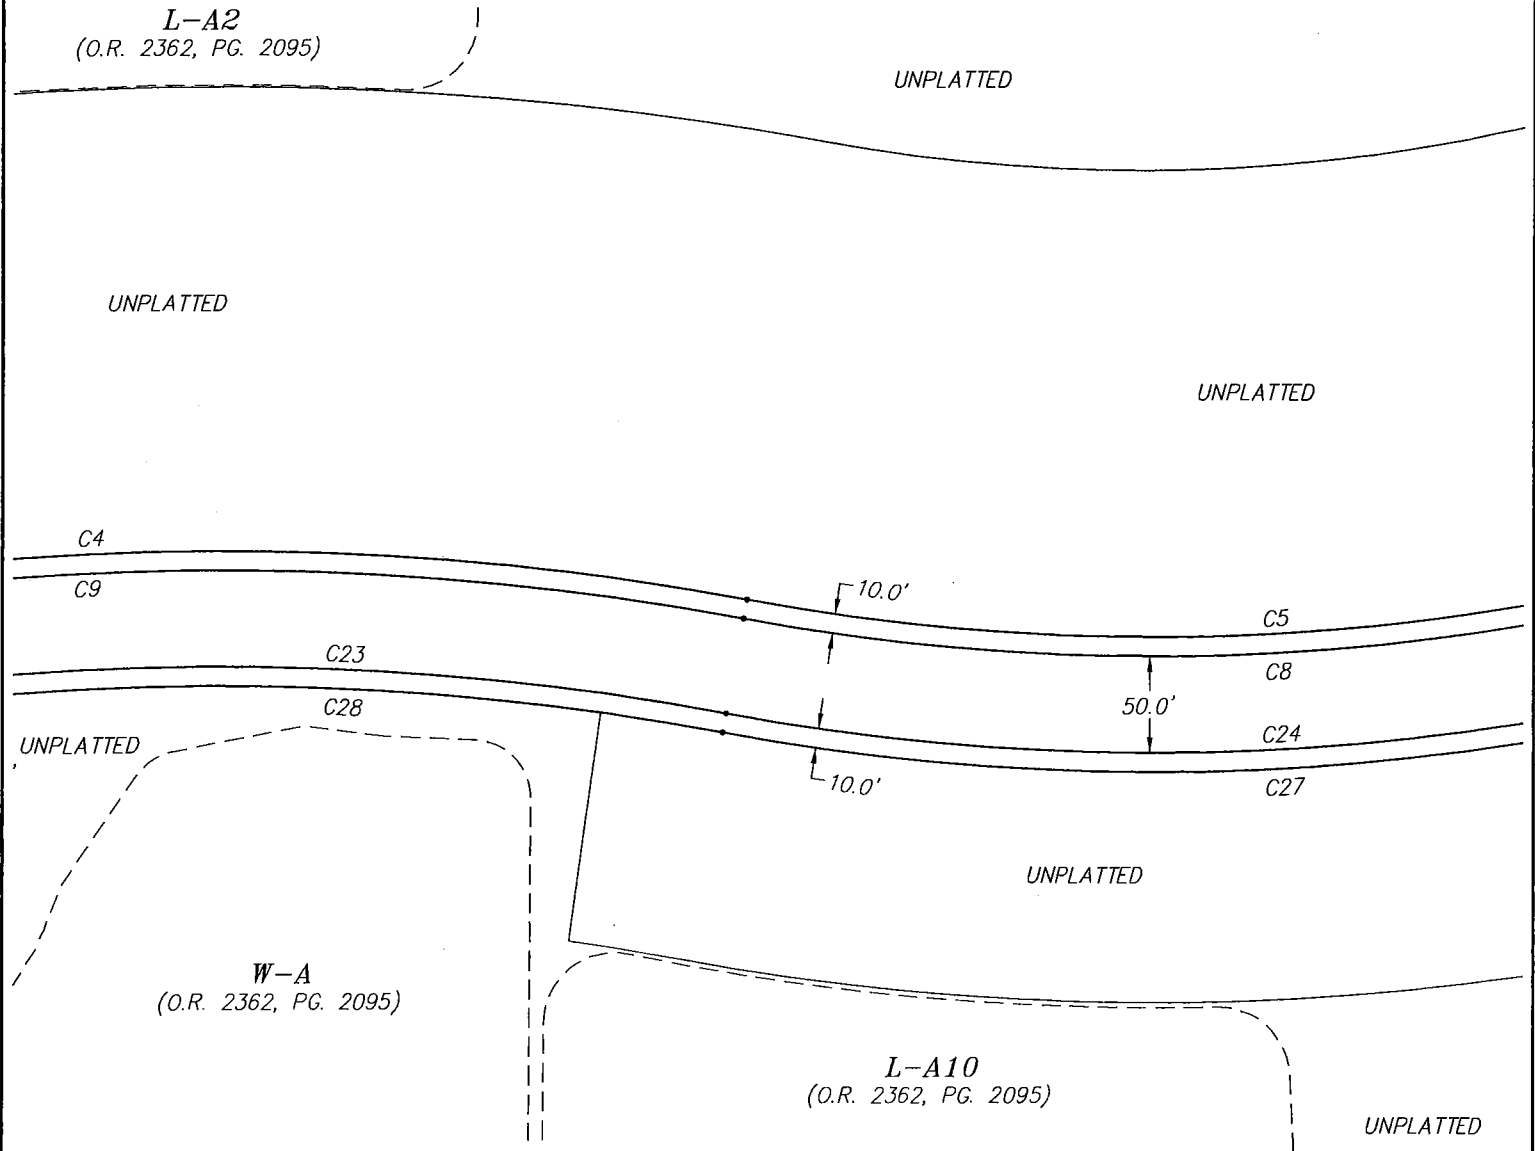 L-A2
(O.R. 2362, PG. 2095)
UNPLATTED
UNPLATTED
UNPLATTED
C4
C9
10.0'
C5
C8
C23
C28
50.0'
C24
C27
10.0'
UNPLATTED
UNPLATTED
W-A
(O.R. 2362, PG. 2095)
L-A10
(O.R. 2362, PG. 2095)
UNPLATTED